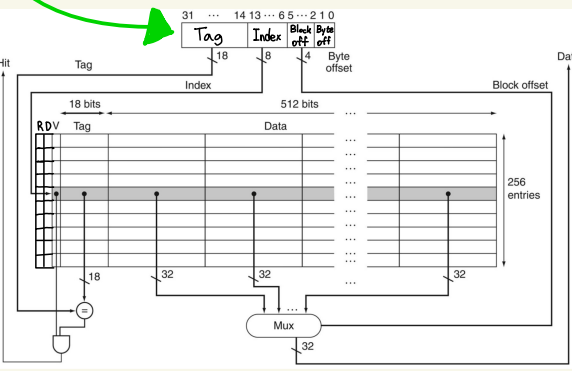 31 ··· 14 13 ··· 6 5 ··· 2 1 0
Tag Index Block off Byte off
18 8 4 Byte offset
Hit
Tag
Data
Index
Block offset
18 bits 512 bits ···
R D V Tag Data
···
···
···
···
256 entries
···
···
···
···
18 32 32 ··· 32
=
···
Mux
32